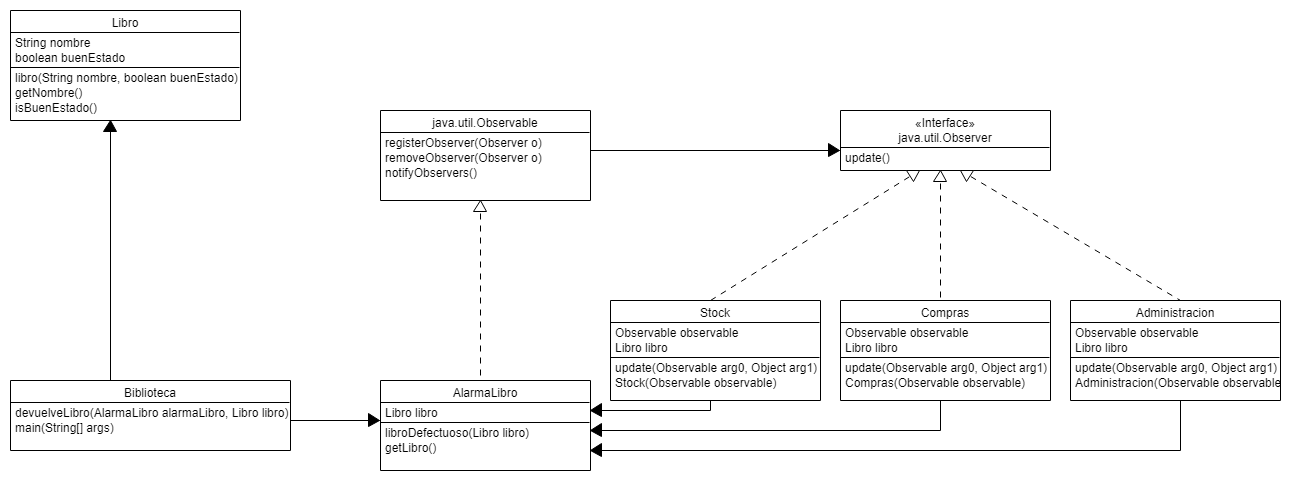 Libro
String nombre
boolean buenEstado
libro(String nombre, boolean buenEstado)
getNombre()
isBuenEstado()
java.util.Observable
registerObserver(Observer o)
removeObserver(Observer o)
notifyObservers()
«Interface»
java.util.Observer
update()
Stock
Observable observable
Libro libro
update(Observable arg0, Object arg1)
Stock(Observable observable)
Compras
Observable observable
Libro libro
update(Observable arg0, Object arg1)
Compras(Observable observable)
Administracion
Observable observable
Libro libro
update(Observable arg0, Object arg1)
Administracion(Observable observable
Biblioteca
devuelveLibro(AlarmaLibro alarmaLibro, Libro libro)
main(String[] args)
AlarmaLibro
Libro libro
libroDefectuoso(Libro libro)
getLibro()